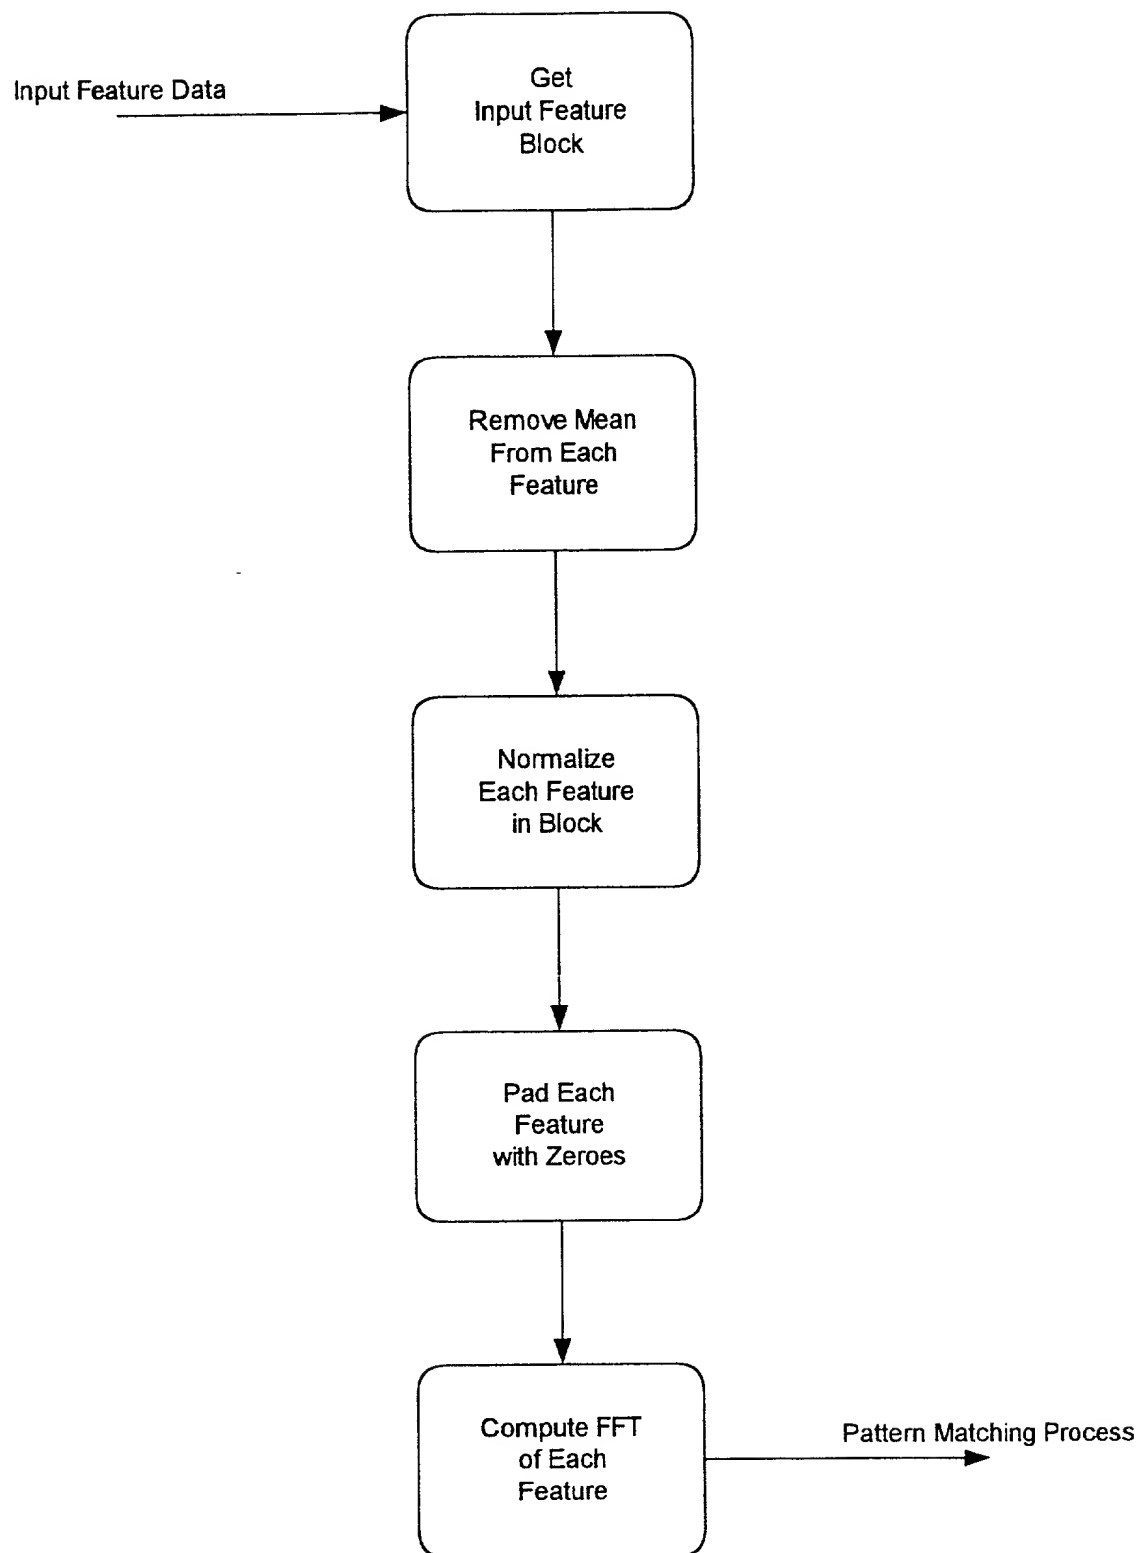 Input Feature Data
Get
Input Feature
Block
Remove Mean
From Each
Feature
Normalize
Each Feature
in Block
Pad Each
Feature
with Zeroes
Compute FFT
of Each
Feature
Pattern Matching Process